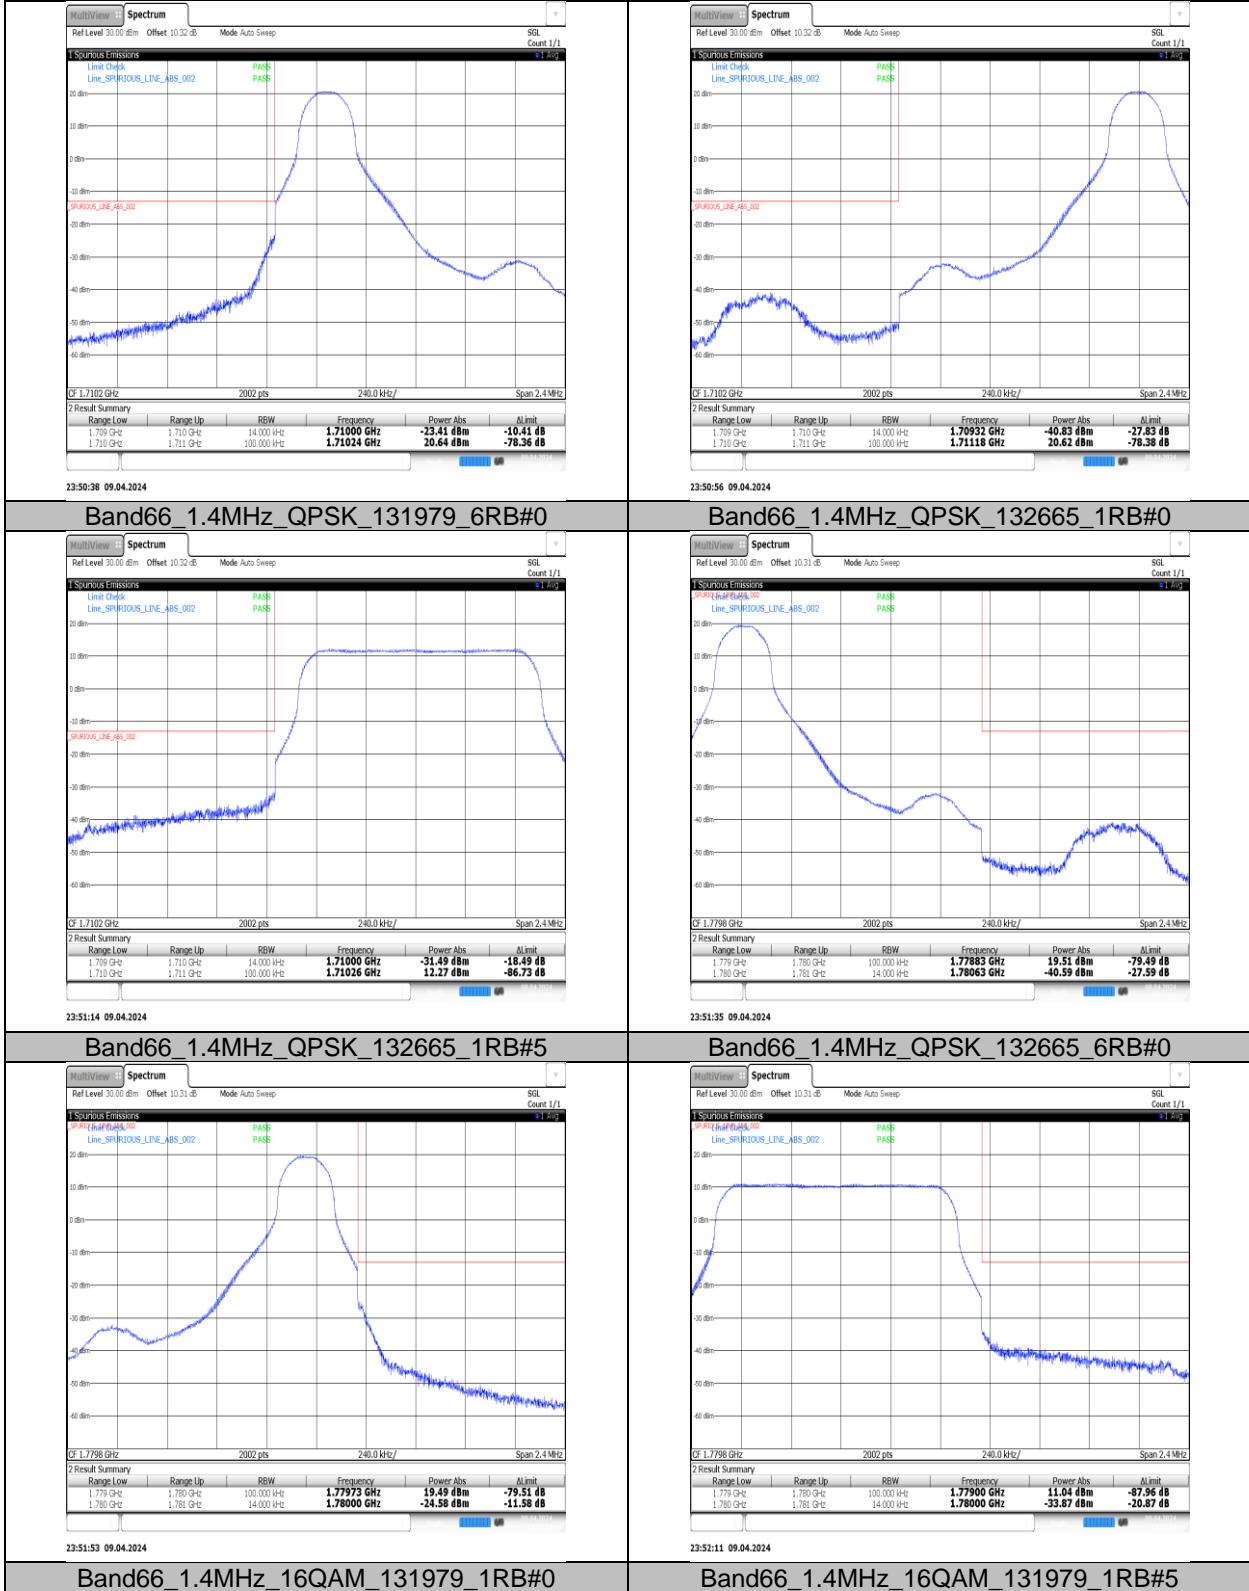 MultiView Spectrum
Ref Level 30.00 dBm Offset 10.32 dB Mode Auto Sweep SGL
Count 1/1
1 Spurious Emissions 1 Avg
Limit Check PASS
Line_SPURIOUS_LINE_ABS_002 PASS
20 dBm
10 dBm
0 dBm
-10 dBm
_SPURIOUS_LINE_ABS_002
-20 dBm
-30 dBm
-40 dBm
-50 dBm
-60 dBm
CF 1.7102 GHz 2002 pts 240.0 kHz/ Span 2.4 MHz
2 Result Summary
Range Low Range Up RBW Frequency Power Abs ΔLimit
1.709 GHz 1.710 GHz 14.000 kHz 1.71000 GHz -23.41 dBm -10.41 dB
1.710 GHz 1.711 GHz 100.000 kHz 1.71024 GHz 20.64 dBm -78.36 dB
23:50:38 09.04.2024
MultiView Spectrum
Ref Level 30.00 dBm Offset 10.32 dB Mode Auto Sweep SGL
Count 1/1
1 Spurious Emissions 1 Avg
Limit Check PASS
Line_SPURIOUS_LINE_ABS_002 PASS
20 dBm
10 dBm
0 dBm
-10 dBm
_SPURIOUS_LINE_ABS_002
-20 dBm
-30 dBm
-40 dBm
-50 dBm
-60 dBm
CF 1.7102 GHz 2002 pts 240.0 kHz/ Span 2.4 MHz
2 Result Summary
Range Low Range Up RBW Frequency Power Abs ΔLimit
1.709 GHz 1.710 GHz 14.000 kHz 1.70932 GHz -40.83 dBm -27.83 dB
1.710 GHz 1.711 GHz 100.000 kHz 1.71118 GHz 20.62 dBm -78.38 dB
23:50:56 09.04.2024
Band66_1.4MHz_QPSK_131979_6RB#0
Band66_1.4MHz_QPSK_132665_1RB#0
MultiView Spectrum
Ref Level 30.00 dBm Offset 10.32 dB Mode Auto Sweep SGL
Count 1/1
1 Spurious Emissions 1 Avg
Limit Check PASS
Line_SPURIOUS_LINE_ABS_002 PASS
20 dBm
10 dBm
0 dBm
-10 dBm
_SPURIOUS_LINE_ABS_002
-20 dBm
-30 dBm
-40 dBm
-50 dBm
-60 dBm
CF 1.7102 GHz 2002 pts 240.0 kHz/ Span 2.4 MHz
2 Result Summary
Range Low Range Up RBW Frequency Power Abs ΔLimit
1.709 GHz 1.710 GHz 14.000 kHz 1.71000 GHz -31.49 dBm -18.49 dB
1.710 GHz 1.711 GHz 100.000 kHz 1.71026 GHz 12.27 dBm -86.73 dB
23:51:14 09.04.2024
MultiView Spectrum
Ref Level 30.00 dBm Offset 10.31 dB Mode Auto Sweep SGL
Count 1/1
1 Spurious Emissions 1 Avg
Limit Check PASS
Line_SPURIOUS_LINE_ABS_002 PASS
20 dBm
10 dBm
0 dBm
-10 dBm
-20 dBm
-30 dBm
-40 dBm
-50 dBm
-60 dBm
CF 1.7798 GHz 2002 pts 240.0 kHz/ Span 2.4 MHz
2 Result Summary
Range Low Range Up RBW Frequency Power Abs ΔLimit
1.779 GHz 1.780 GHz 100.000 kHz 1.77883 GHz 19.51 dBm -79.49 dB
1.780 GHz 1.781 GHz 14.000 kHz 1.78063 GHz -40.59 dBm -27.59 dB
23:51:35 09.04.2024
Band66_1.4MHz_QPSK_132665_1RB#5
Band66_1.4MHz_QPSK_132665_6RB#0
MultiView Spectrum
Ref Level 30.00 dBm Offset 10.31 dB Mode Auto Sweep SGL
Count 1/1
1 Spurious Emissions 1 Avg
Limit Check PASS
Line_SPURIOUS_LINE_ABS_002 PASS
20 dBm
10 dBm
0 dBm
-10 dBm
-20 dBm
-30 dBm
-40 dBm
-50 dBm
-60 dBm
CF 1.7798 GHz 2002 pts 240.0 kHz/ Span 2.4 MHz
2 Result Summary
Range Low Range Up RBW Frequency Power Abs ΔLimit
1.779 GHz 1.780 GHz 100.000 kHz 1.77973 GHz 19.49 dBm -79.51 dB
1.780 GHz 1.781 GHz 14.000 kHz 1.78000 GHz -24.58 dBm -11.58 dB
23:51:53 09.04.2024
MultiView Spectrum
Ref Level 30.00 dBm Offset 10.31 dB Mode Auto Sweep SGL
Count 1/1
1 Spurious Emissions 1 Avg
Limit Check PASS
Line_SPURIOUS_LINE_ABS_002 PASS
20 dBm
10 dBm
0 dBm
-10 dBm
-20 dBm
-30 dBm
-40 dBm
-50 dBm
-60 dBm
CF 1.7798 GHz 2002 pts 240.0 kHz/ Span 2.4 MHz
2 Result Summary
Range Low Range Up RBW Frequency Power Abs ΔLimit
1.779 GHz 1.780 GHz 100.000 kHz 1.77900 GHz 11.04 dBm -87.96 dB
1.780 GHz 1.781 GHz 14.000 kHz 1.78000 GHz -33.87 dBm -20.87 dB
23:52:11 09.04.2024
Band66_1.4MHz_16QAM_131979_1RB#0
Band66_1.4MHz_16QAM_131979_1RB#5